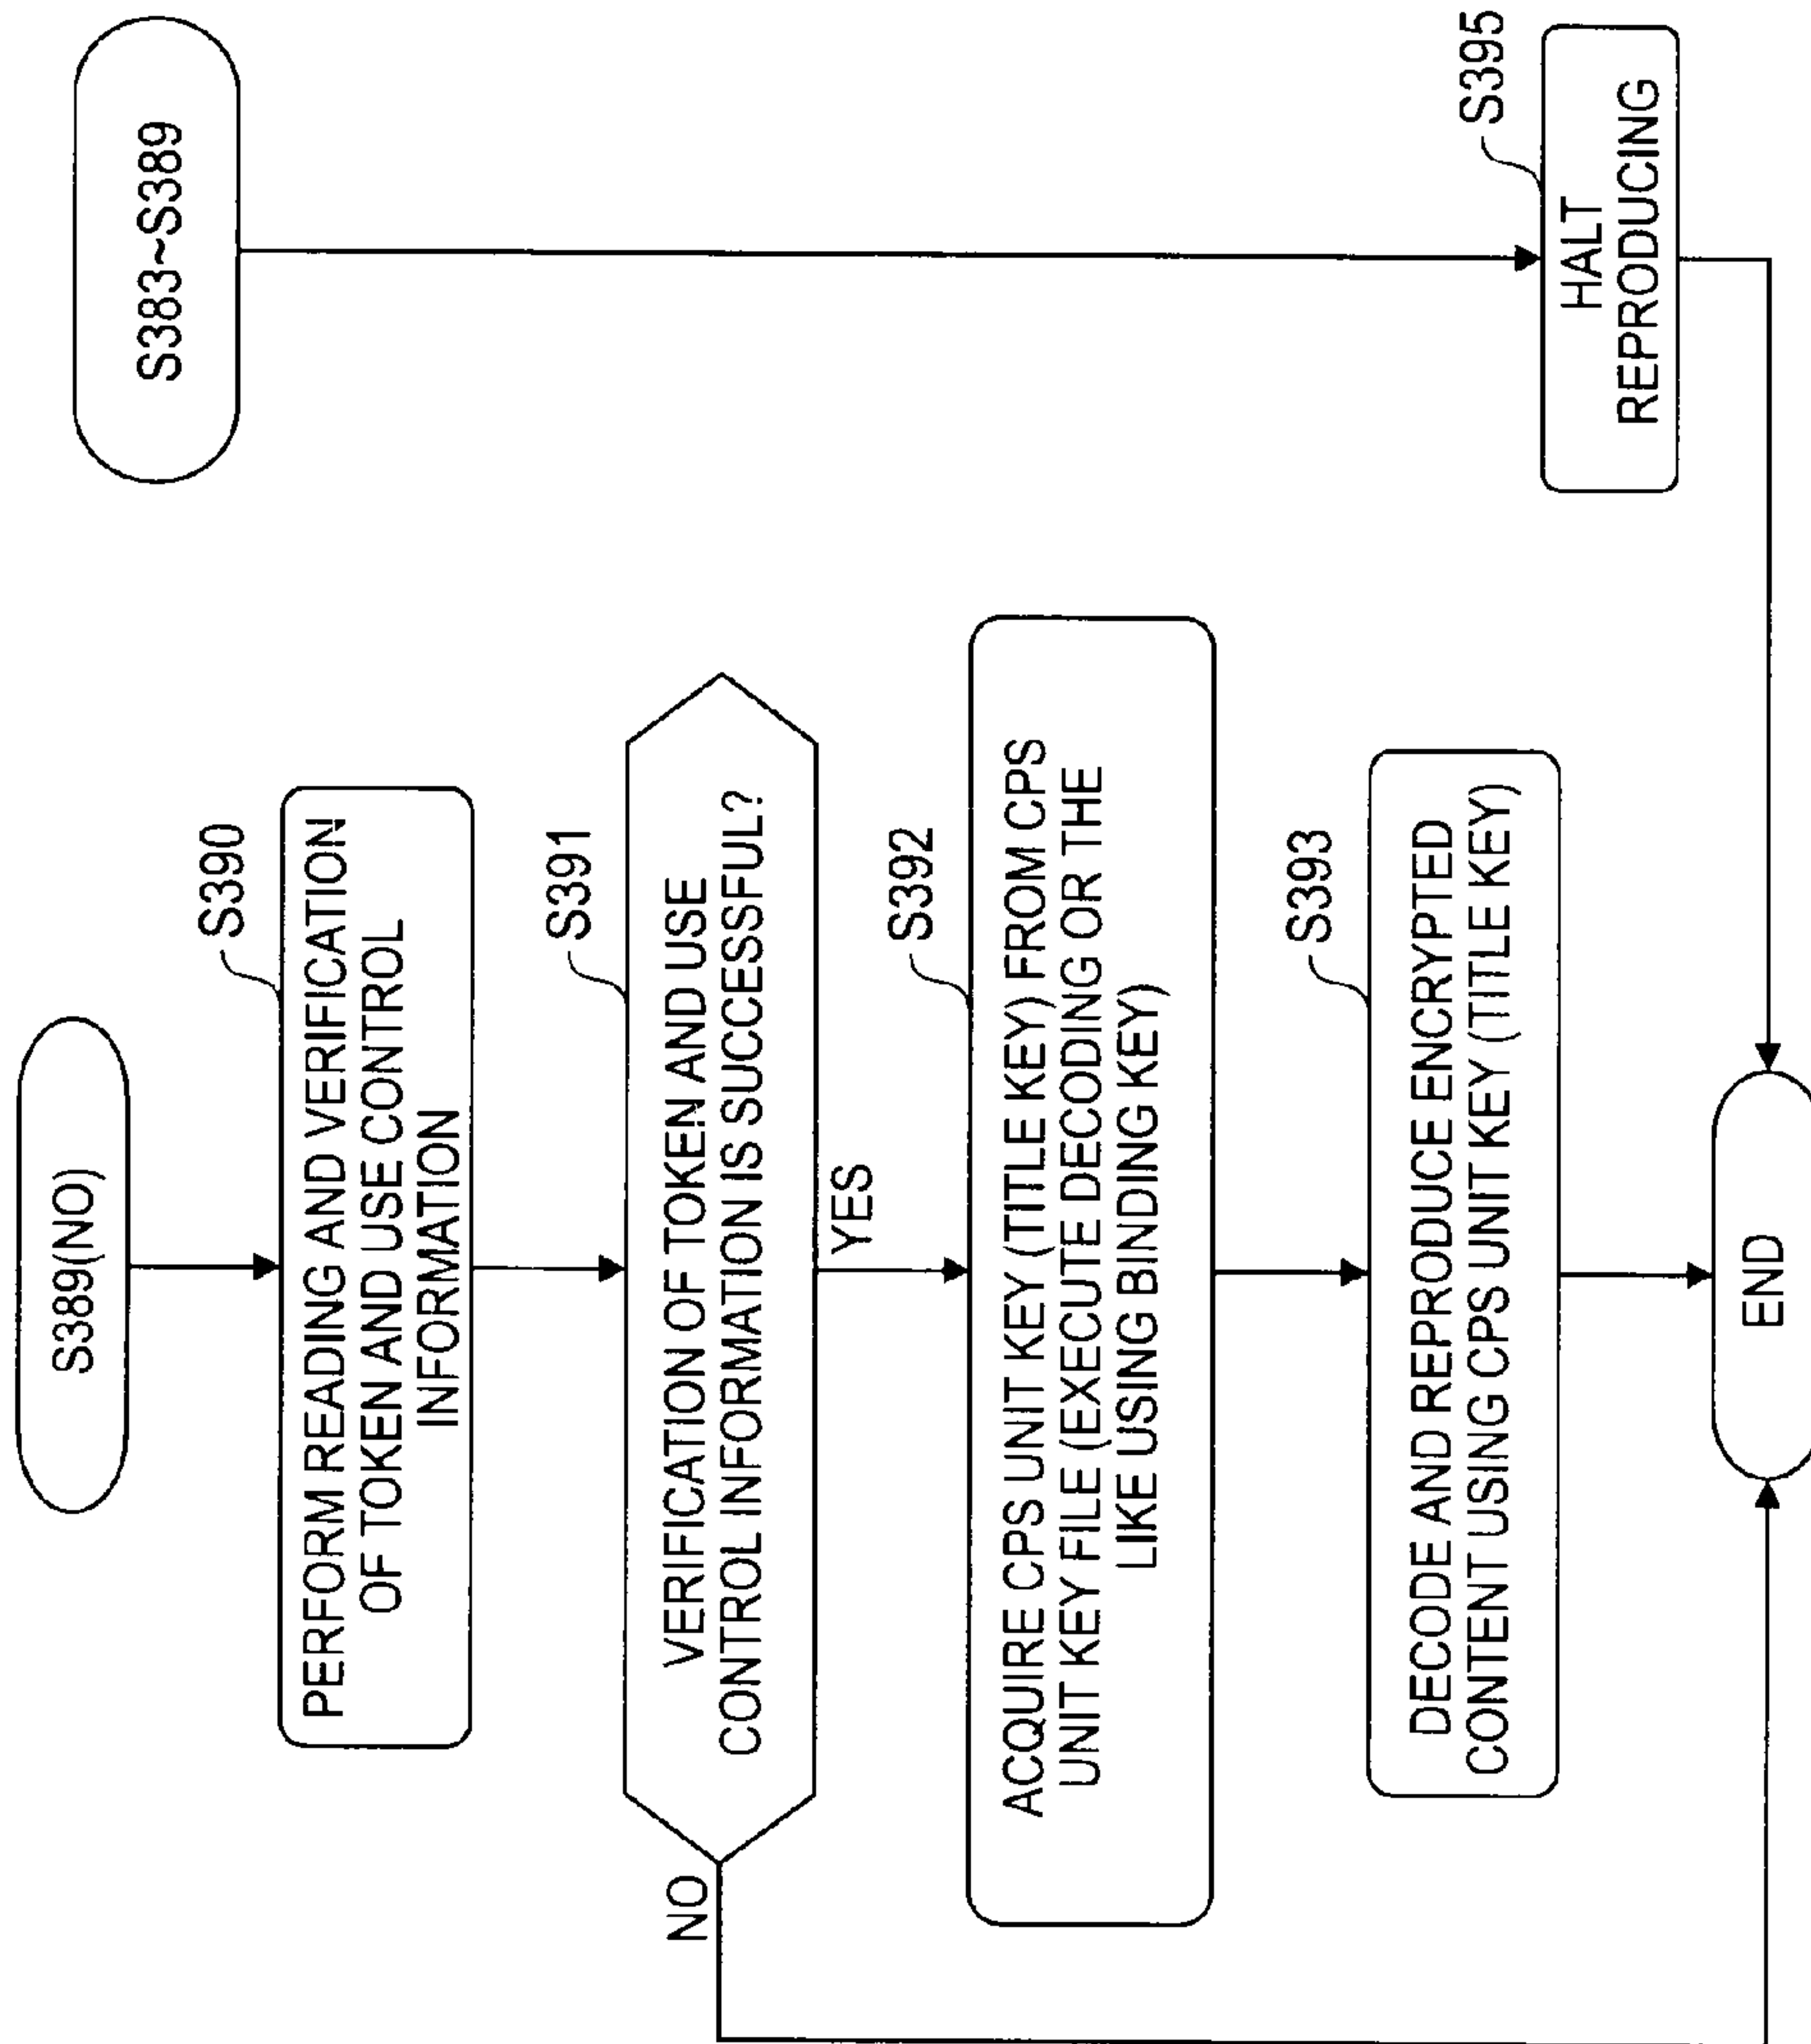 S389(NO)
S390
PERFORM READING AND VERIFICATION
OF TOKEN AND USE CONTROL
INFORMATION
S391
VERIFICATION OF TOKEN AND USE
CONTROL INFORMATION IS SUCCESSFUL?
NO
YES
S392
ACQUIRE CPS UNIT KEY (TITLE KEY) FROM CPS
UNIT KEY FILE (EXECUTE DECODING OR THE
LIKE USING BINDING KEY)
S393
DECODE AND REPRODUCE ENCRYPTED
CONTENT USING CPS UNIT KEY (TITLE KEY)
END
S383~S389
S395
HALT
REPRODUCING